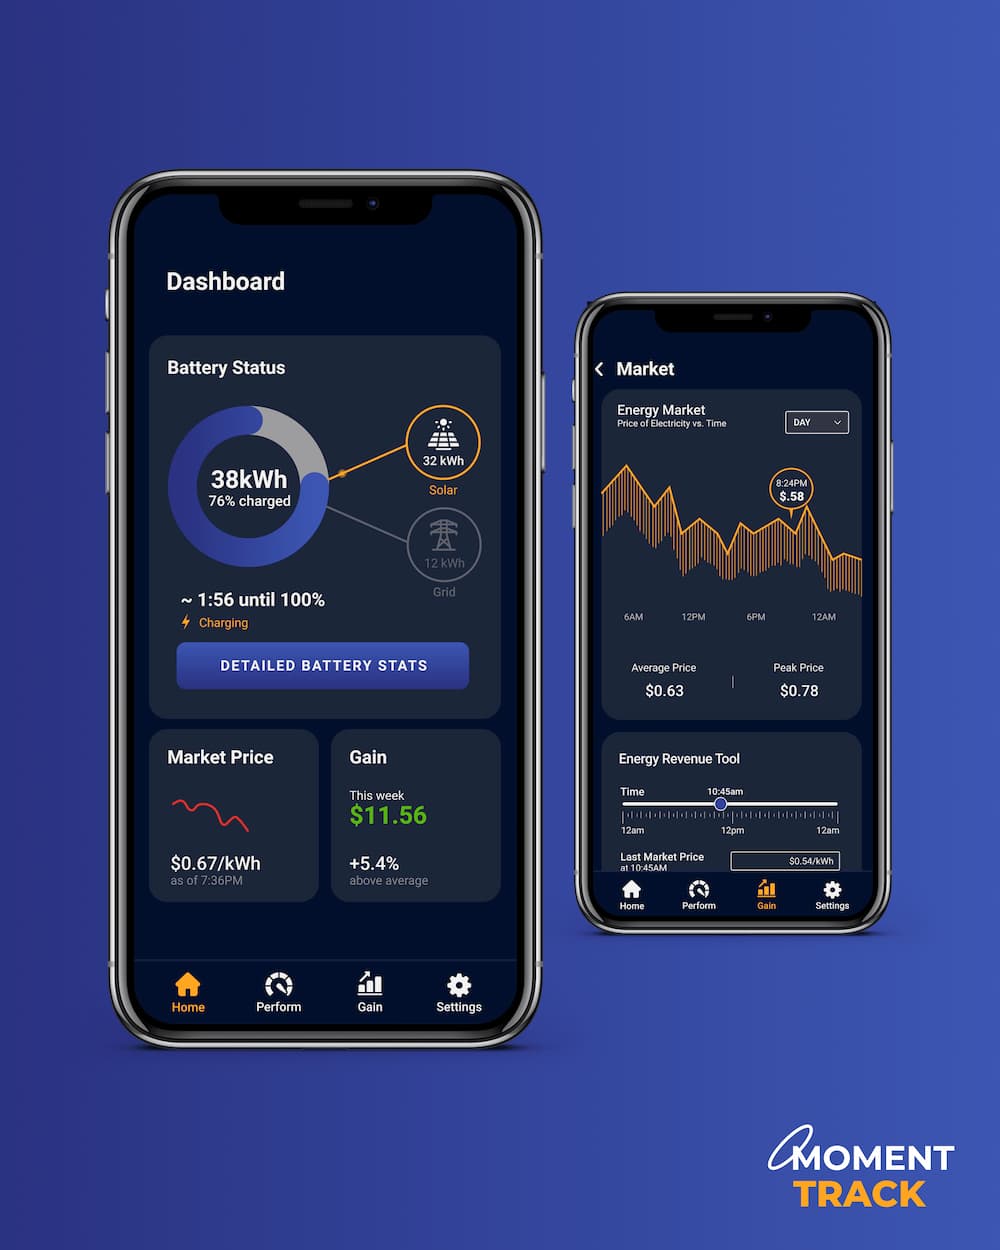 Dashboard
Battery Status
38kWh
76% charged
32 kWh
Solar
12 kWh
Grid
~ 1:56 until 100%
Charging
DETAILED BATTERY STATS
Market Price
$0.67/kWh
as of 7:36PM
Gain
This week
$11.56
+5.4%
above average
Home
Perform
Gain
Settings
Market
Energy Market
Price of Electricity vs. Time
DAY
8:24PM
$.58
6AM
12PM
6PM
12AM
Average Price
$0.63
Peak Price
$0.78
Energy Revenue Tool
Time
10:45am
12am
12pm
12am
Last Market Price
at 10:45AM
$0.54/kWh
Home
Perform
Gain
Settings
MOMENT
TRACK